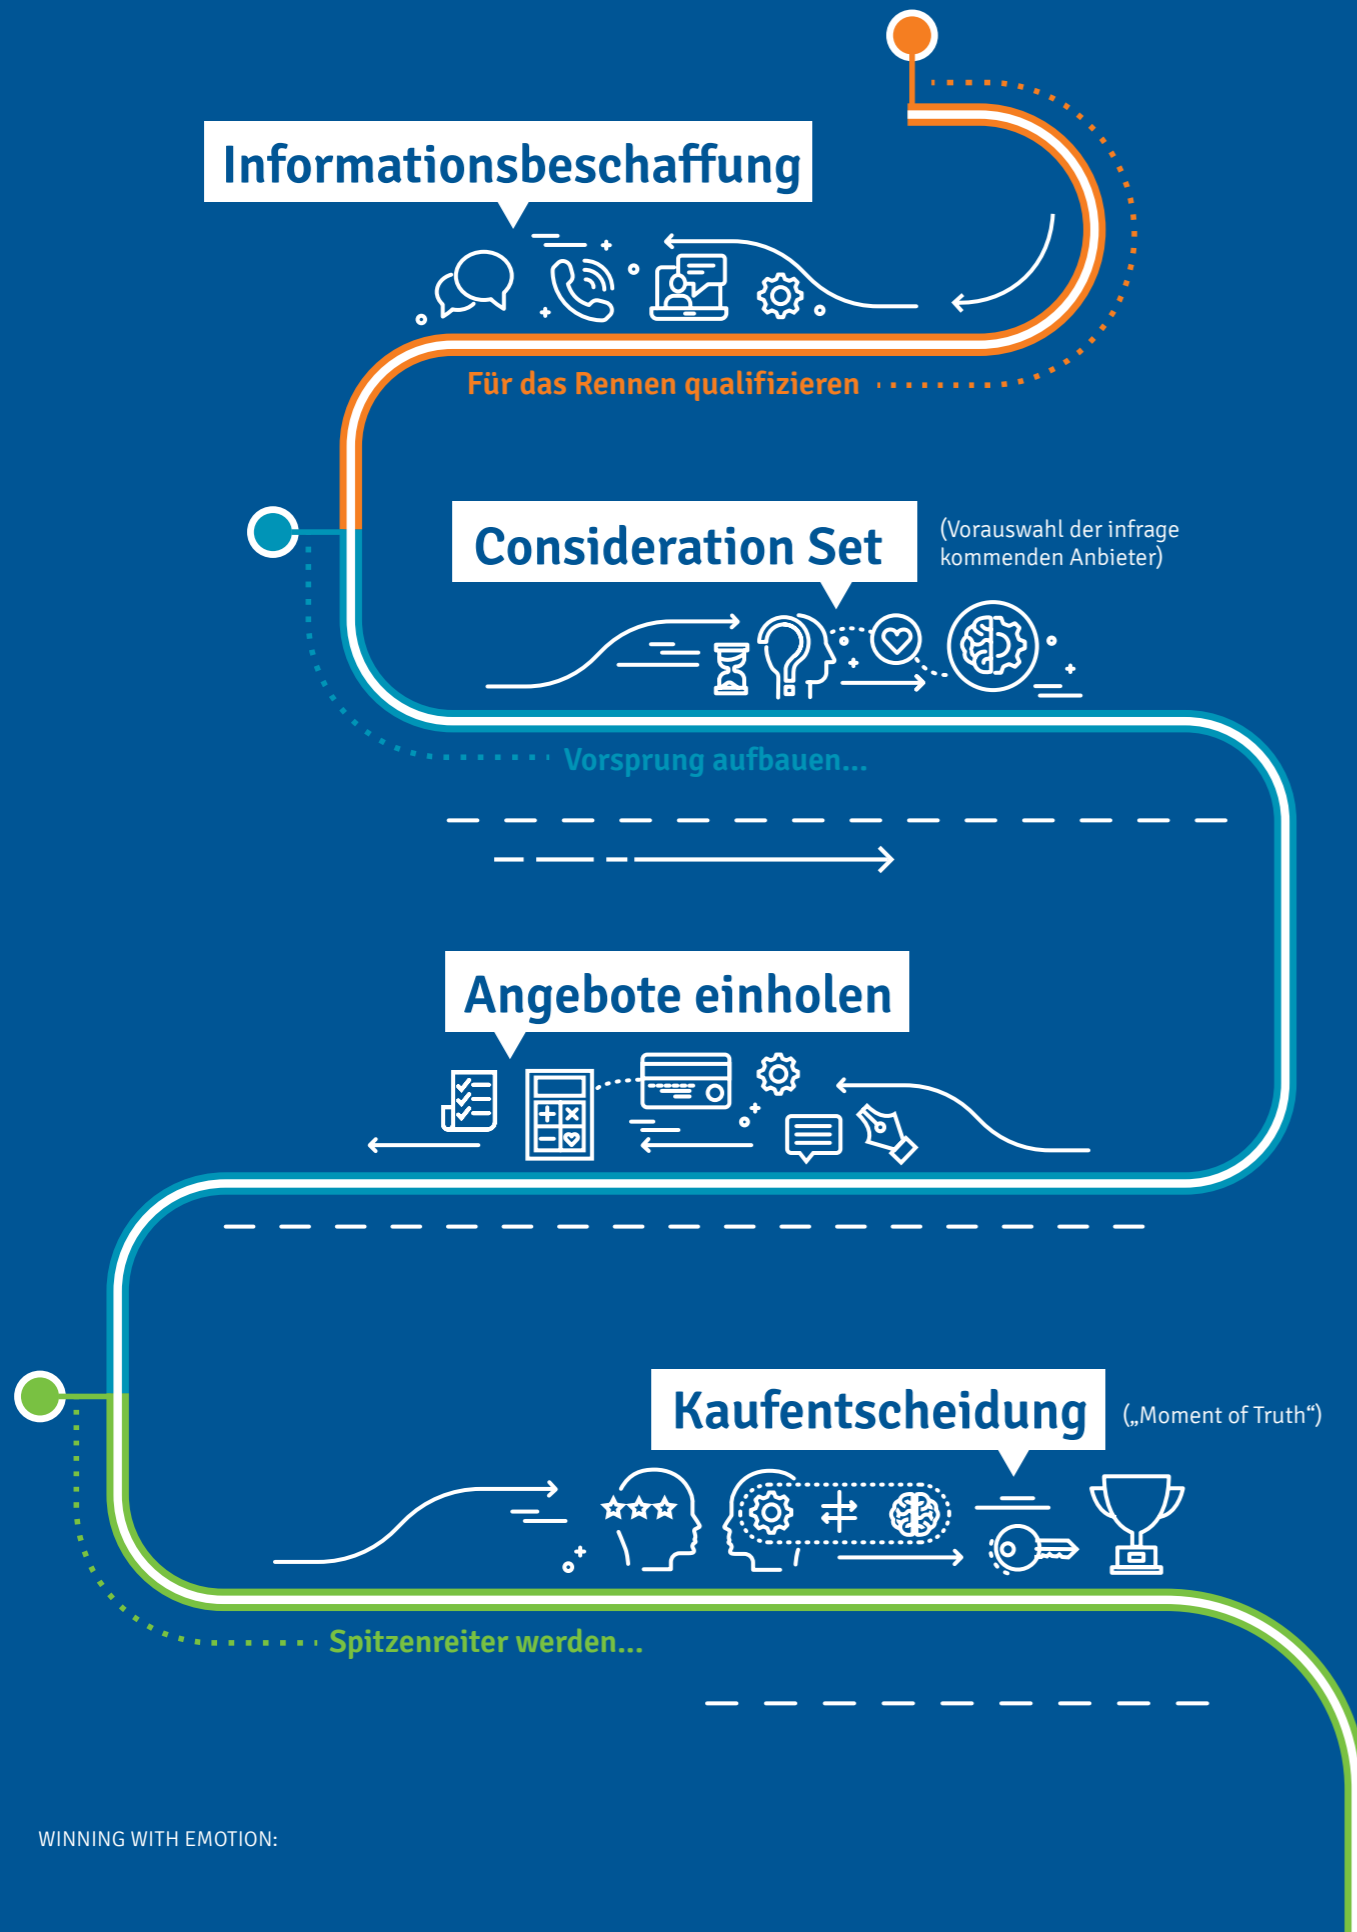 Informationsbeschaffung
Für das Rennen qualifizieren
Consideration Set
(Vorauswahl der infrage
kommenden Anbieter)
Vorsprung aufbauen...
Angebote einholen
Kaufentscheidung
(„Moment of Truth“)
Spitzenreiter werden...
WINNING WITH EMOTION: